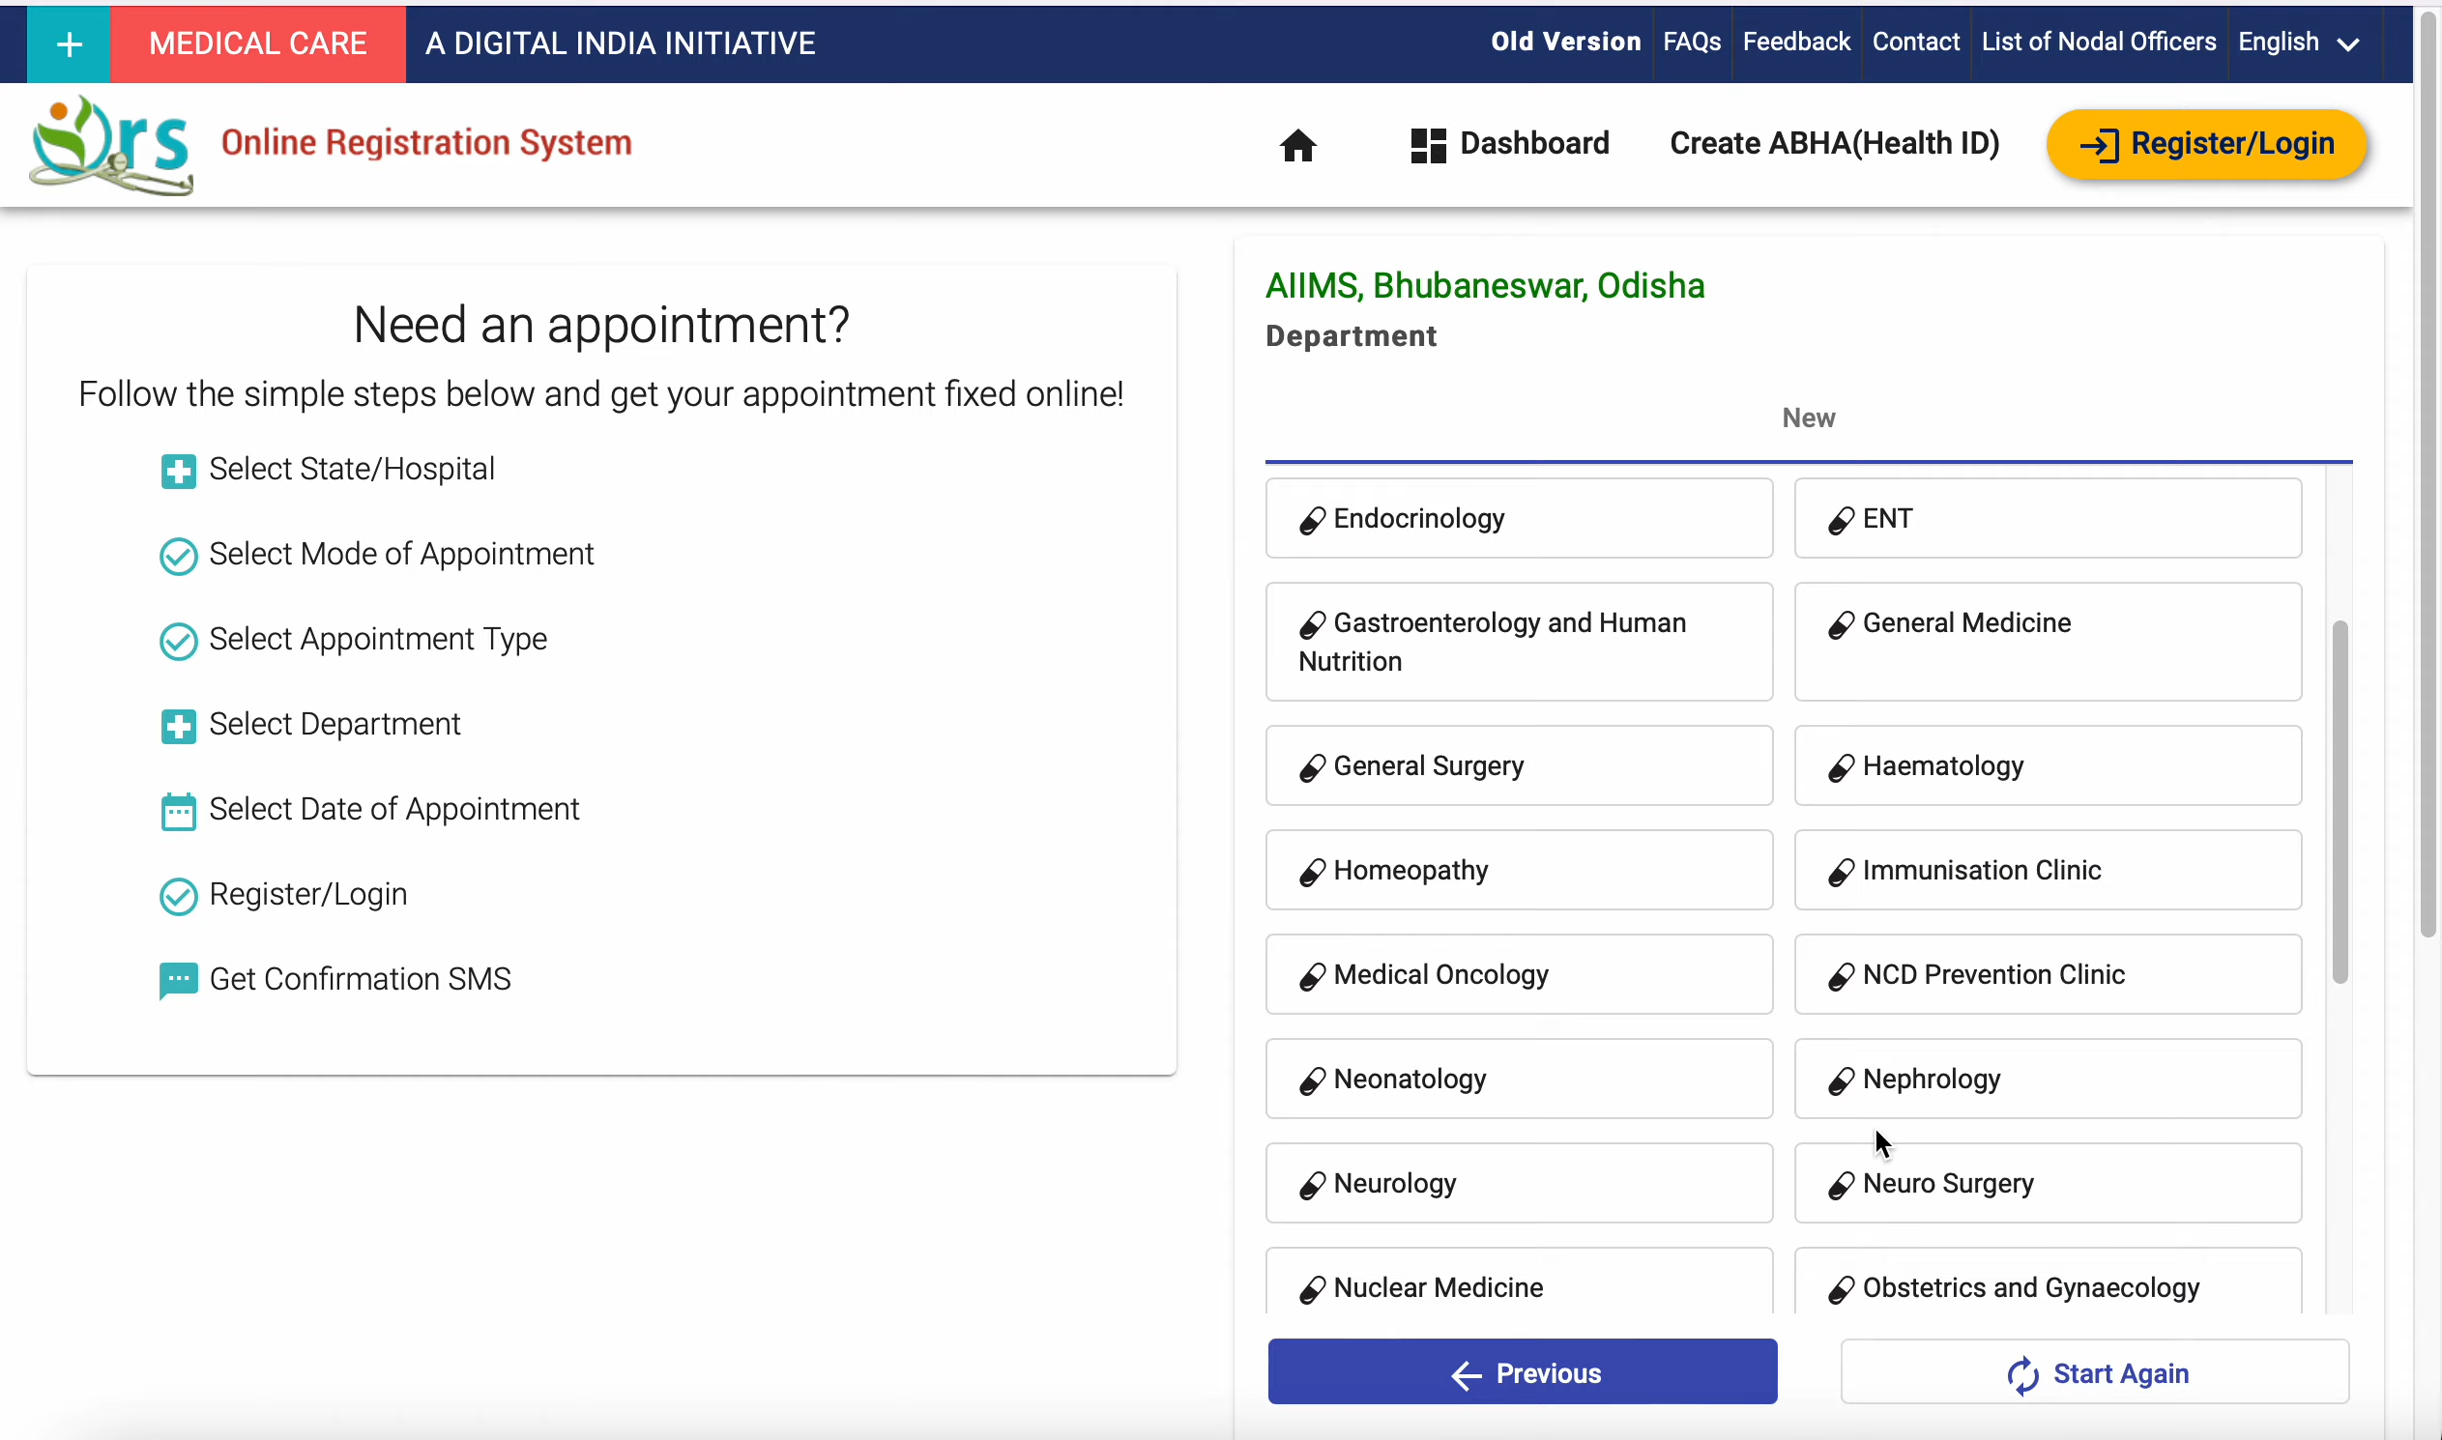 + MEDICAL CARE A DIGITAL INDIA INITIATIVE Old Version FAQs Feedback Contact List of Nodal Officers English
ors Online Registration System Dashboard Create ABHA(Health ID) Register/Login
Need an appointment?
Follow the simple steps below and get your appointment fixed online!
Select State/Hospital
Select Mode of Appointment
Select Appointment Type
Select Department
Select Date of Appointment
Register/Login
Get Confirmation SMS
AIIMS, Bhubaneswar, Odisha
Department
New
Endocrinology ENT
Gastroenterology and Human General Medicine
Nutrition
General Surgery Haematology
Homeopathy Immunisation Clinic
Medical Oncology NCD Prevention Clinic
Neonatology Nephrology
Neurology Neuro Surgery
Nuclear Medicine Obstetrics and Gynaecology
Previous Start Again